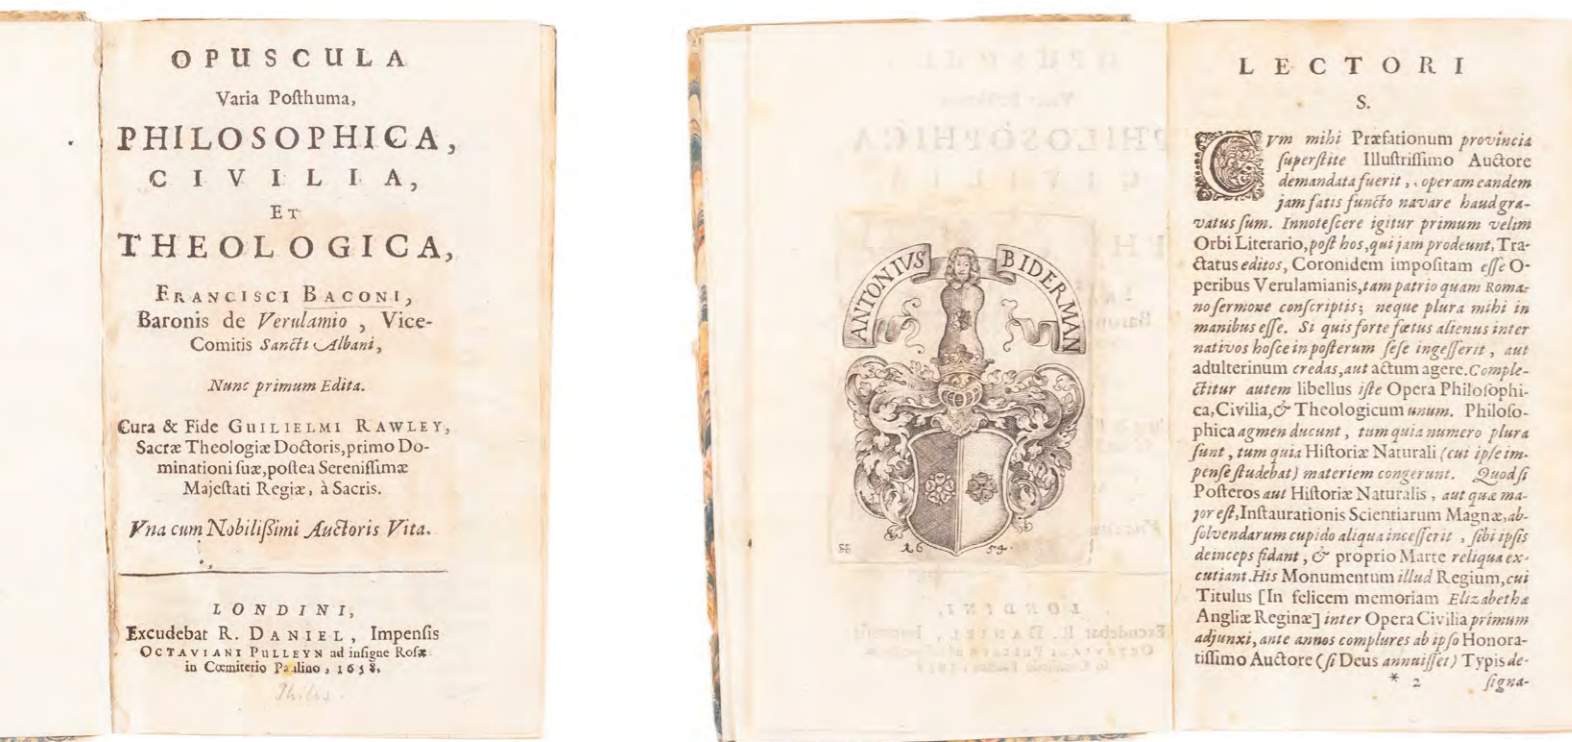 OPUSCULA
Varia Poſthuma,
PHILOSOPHICA,
CIVILIA,
ET
THEOLOGICA,
FRANCISCI BACONI,
Baronis de Verulamio, Vice-
Comitis Sancti Albani,
Nunc primum Edita.
Cura & Fide GUILIELMI RAWLEY,
Sacræ Theologiæ Doctoris, primo Do-
minationi ſuæ, poſtea Sereniſſimæ
Majeſtati Regiæ, à Sacris.
Vna cum Nobiliſſimi Auctoris Vita.
LONDINI,
Excudebat R. DANIEL, Impenſis
OCTAVIANI PULLEYN ad inſigne Roſæ
in Cœmiterio Paulino, 1658.
ANTONIVS BIDERMAN
16 54.
LECTORI
S.
CVm mihi Præfationum provincia
ſuperſtite Illuſtriſſimo Auctore
demandata fuerit, operam eandem
jam fatis functo navare haud gra-
vatus ſum. Innoteſcere igitur primum velim
Orbi Literario, poſt hos, qui jam prodeunt, Tra-
ctatus editos, Coronidem impoſitam eſſe O-
peribus Verulamianis, tam patrio quam Roma-
no ſermone conſcriptis; neque plura mihi in
manibus eſſe. Si quis forte fœtus alienus inter
nativos hoſce in poſterum ſeſe ingeſſerit, aut
adulterinum credas, aut actum agere. Comple-
ctitur autem libellus iſte Opera Philoſophi-
ca, Civilia, & Theologicum unum. Philoſo-
phica agmen ducunt, tum quia numero plura
ſunt, tum quia Hiſtoriæ Naturali (cui ipſe im-
penſe ſtudebat) materiem congerunt. Quod ſi
Poſteros aut Hiſtoriæ Naturalis, aut quæ ma-
jor eſt, Inſtaurationis Scientiarum Magnæ, ab-
ſolvendarum cupido aliqua inceſſerit, ſibi ipſis
deinceps fidant, & proprio Marte reliqua ex-
cutiant. His Monumentum illud Regium, cui
Titulus [In felicem memoriam Elizabethæ
Angliæ Reginæ] inter Opera Civilia primum
adjunxi, ante annos complures ab ipſo Honora-
tiſſimo Auctore (ſi Deus annuiſſet) Typis de-
* 2 ſigna-